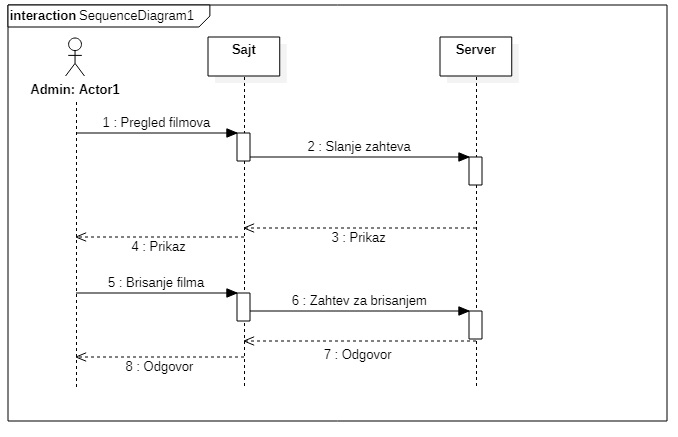 interaction SequenceDiagram1
Sajt
Server
Admin: Actor1
1 : Pregled filmova
2 : Slanje zahteva
3 : Prikaz
4 : Prikaz
5 : Brisanje filma
6 : Zahtev za brisanjem
7 : Odgovor
8 : Odgovor